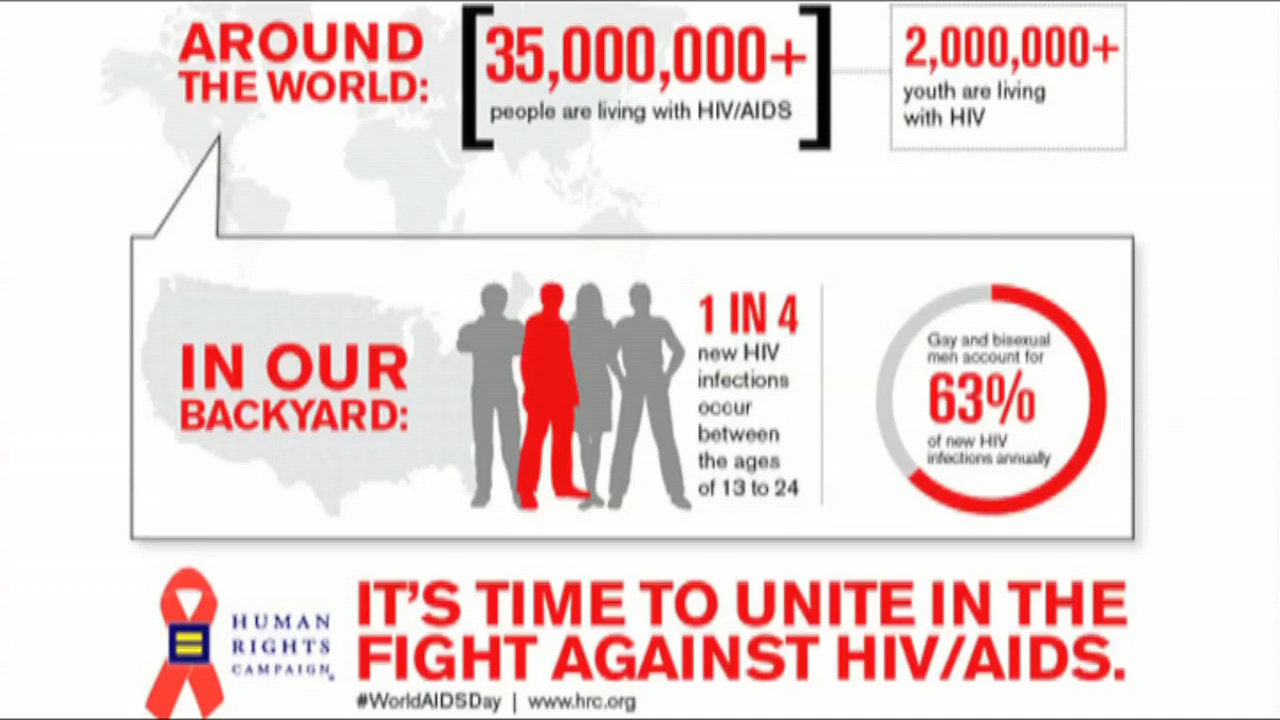 AROUND
THE WORLD:
35,000,000+
people are living with HIV/AIDS
2,000,000+
youth are living
with HIV
IN OUR
BACKYARD:
1 IN 4
new HIV
infections
occur
between
the ages
of 13 to 24
Gay and bisexual
men account for
63%
of new HIV
infections annually
HUMAN
RIGHTS
CAMPAIGN®
IT'S TIME TO UNITE IN THE
FIGHT AGAINST HIV/AIDS.
#WorldAIDSDay | www.hrc.org